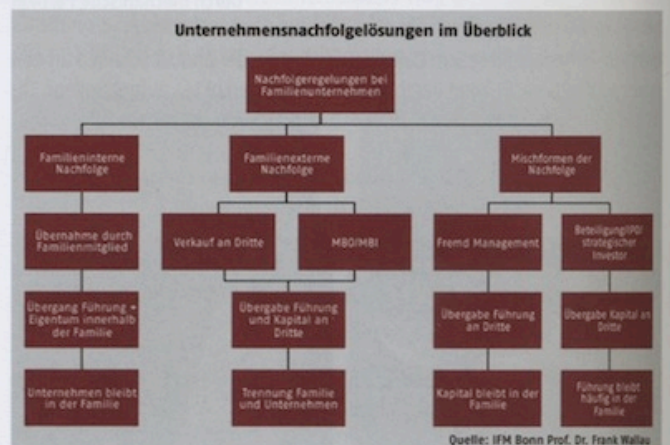 Unternehmensnachfolgelösungen im Überblick
Nachfolgeregelungen bei
Familienunternehmen
Familieninterne
Nachfolge
Familienexterne
Nachfolge
Mischformen der
Nachfolge
Übernahme durch
Familienmitglied
Verkauf an Dritte
MBO/MBI
Fremd Management
Beteiligung/IPO/
strategischer
Investor
Übergang Führung +
Eigentum innerhalb
der Familie
Übergabe Führung
und Kapital an
Dritte
Übergabe Führung
an Dritte
Übergabe Kapital an
Dritte
Unternehmen bleibt
in der Familie
Trennung Familie
und Unternehmen
Kapital bleibt in der
Familie
Führung bleibt
häufig in der
Familie
Quelle: IFM Bonn Prof. Dr. Frank Wallau